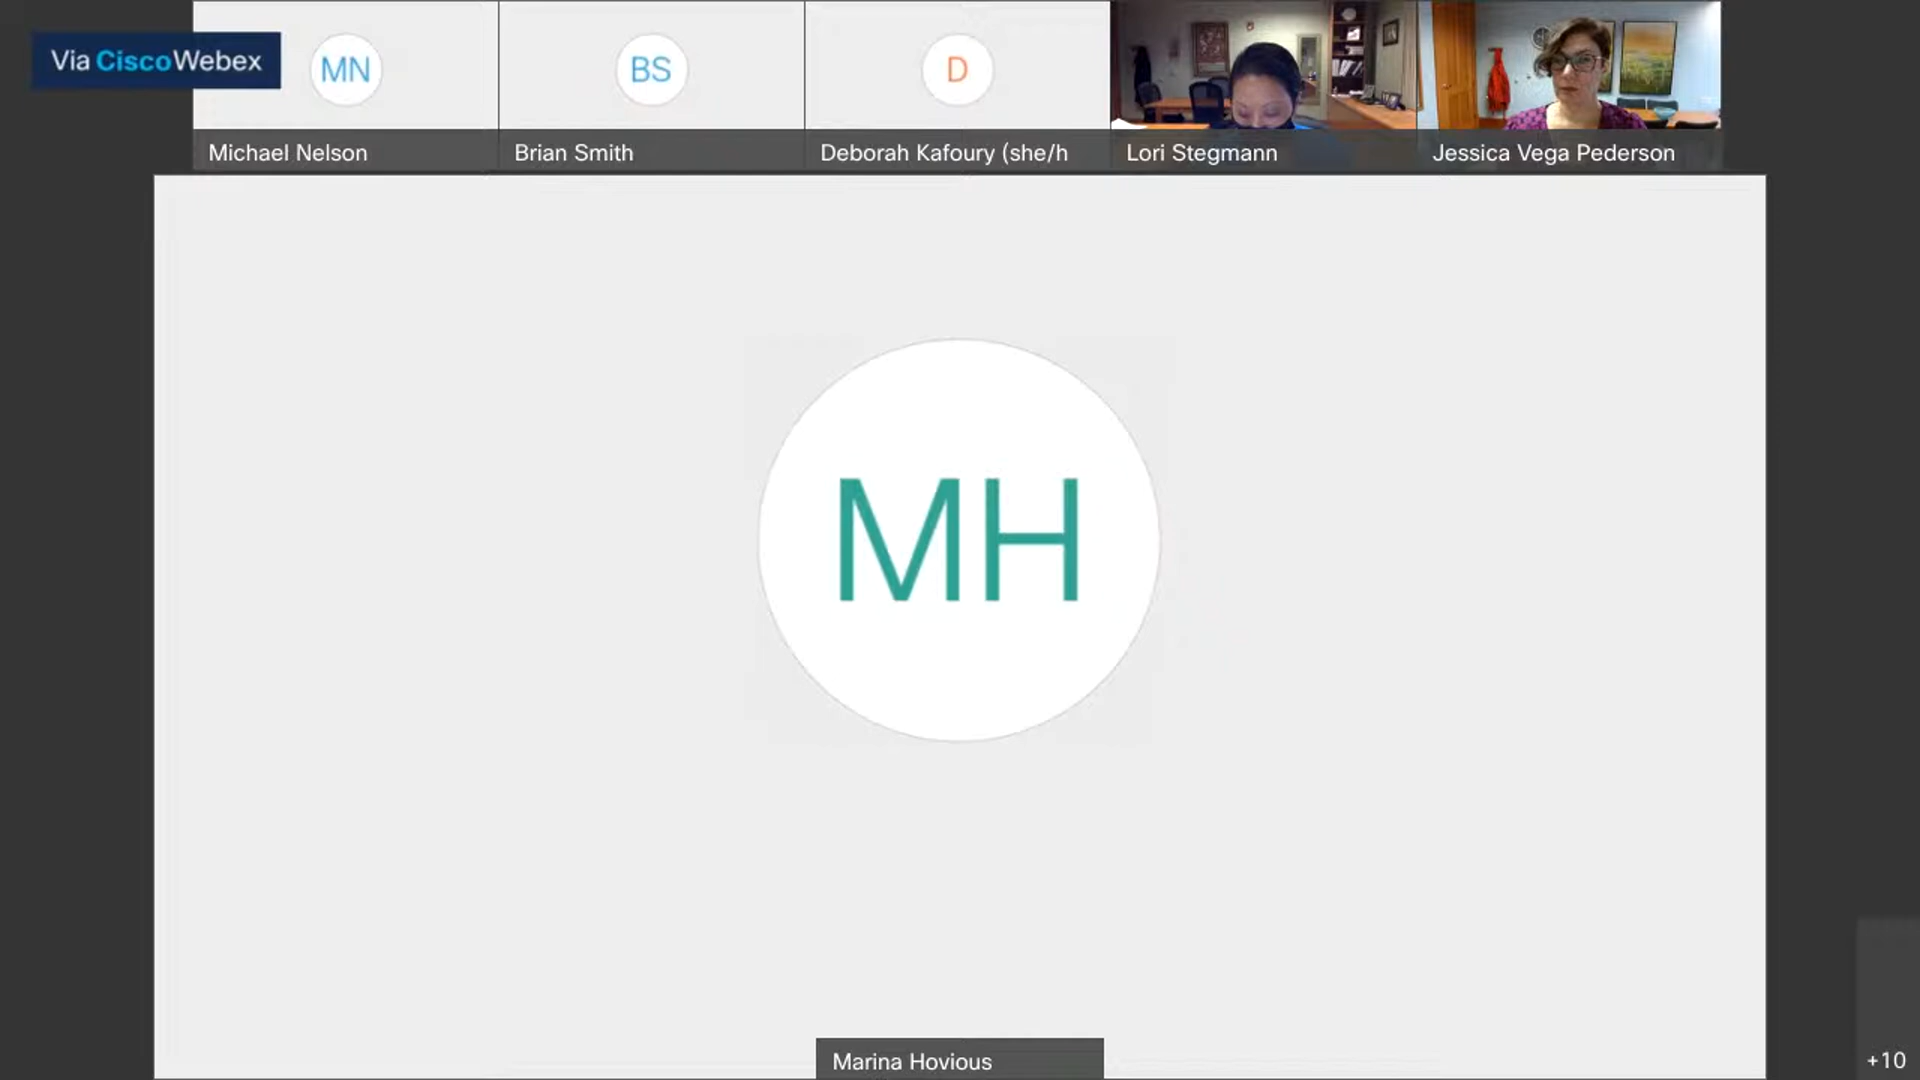 Via CiscoWebex
MN
BS
D
Michael Nelson
Brian Smith
Deborah Kafoury (she/h
Lori Stegmann
Jessica Vega Pederson
MH
Marina Hovious
+10